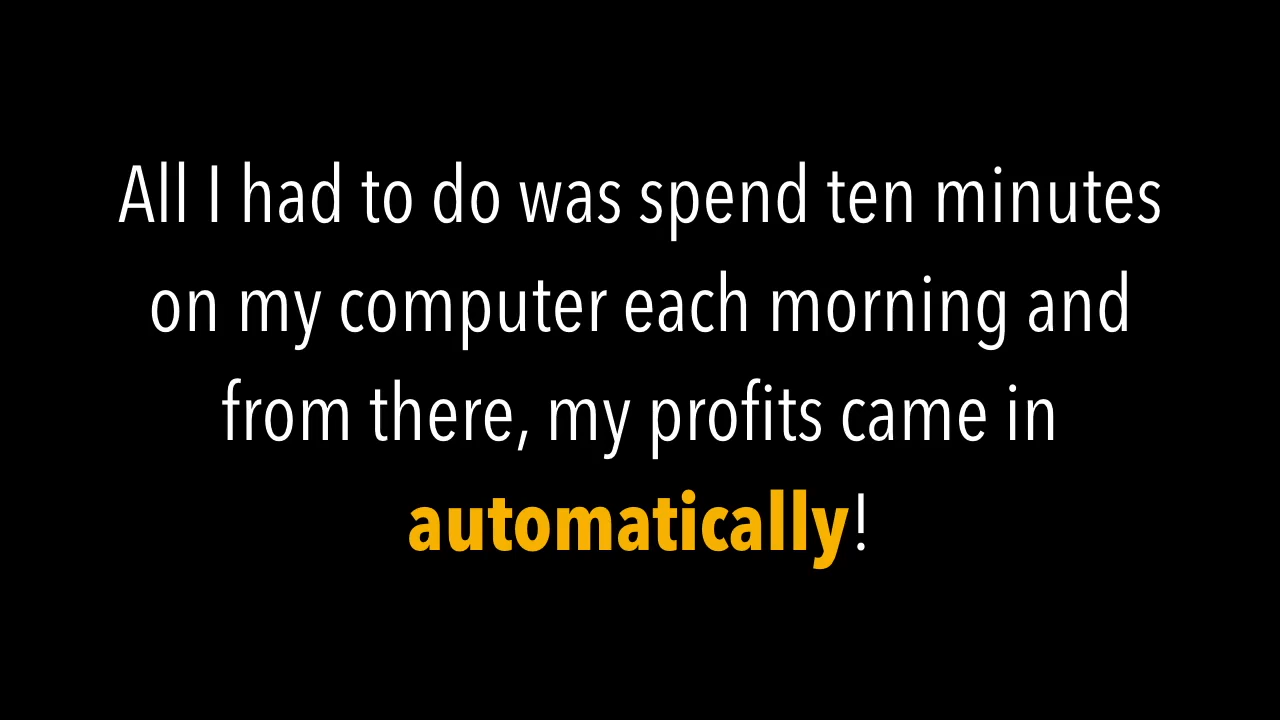 All I had to do was spend ten minutes
on my computer each morning and
from there, my profits came in
automatically!